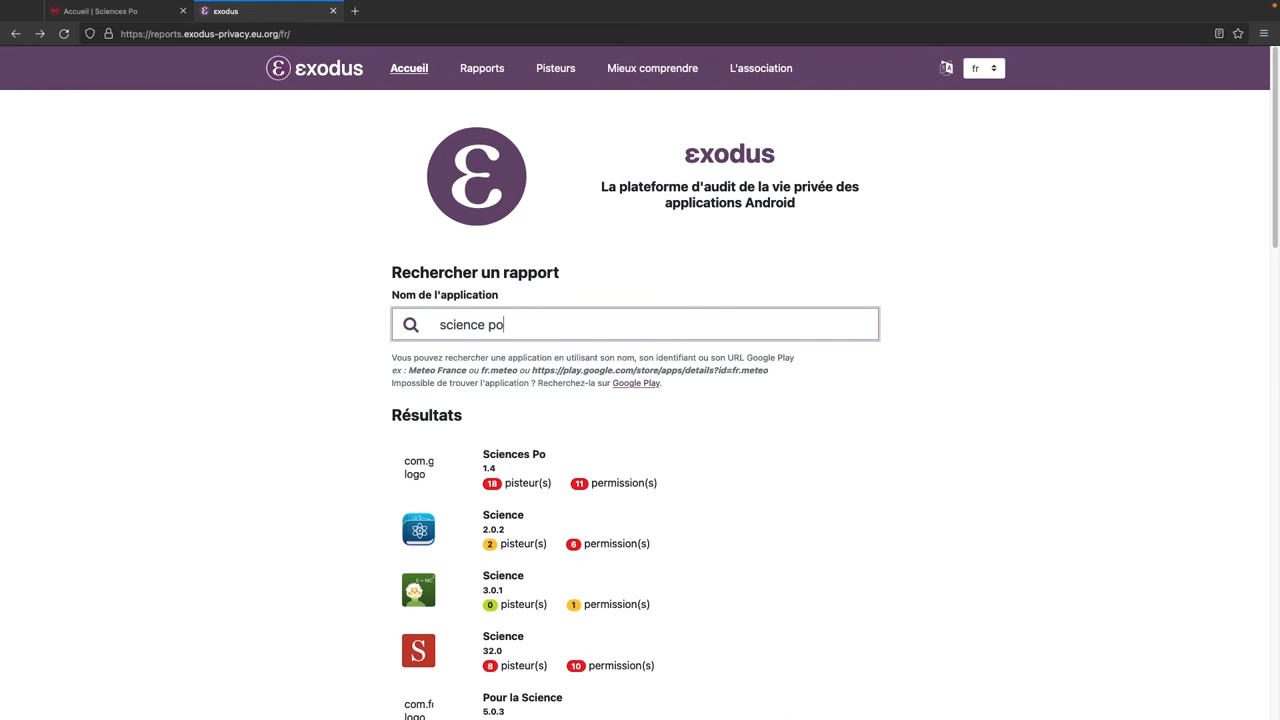 Accueil | Sciences Po
εxodus
https://reports.exodus-privacy.eu.org/fr/
εxodus Accueil Rapports Pisteurs Mieux comprendre L'association fr
εxodus
La plateforme d'audit de la vie privée des
applications Android
Rechercher un rapport
Nom de l'application
science po
Vous pouvez rechercher une application en utilisant son nom, son identifiant ou son URL Google Play
ex : Meteo France ou fr.meteo ou https://play.google.com/store/apps/details?id=fr.meteo
Impossible de trouver l'application ? Recherchez-la sur Google Play.
Résultats
com.g
logo
Sciences Po
1.4
18 pisteur(s) 11 permission(s)
Science
2.0.2
2 pisteur(s) 6 permission(s)
E = MC²
Science
3.0.1
0 pisteur(s) 1 permission(s)
S
Science
32.0
8 pisteur(s) 10 permission(s)
com.f
logo
Pour la Science
5.0.3